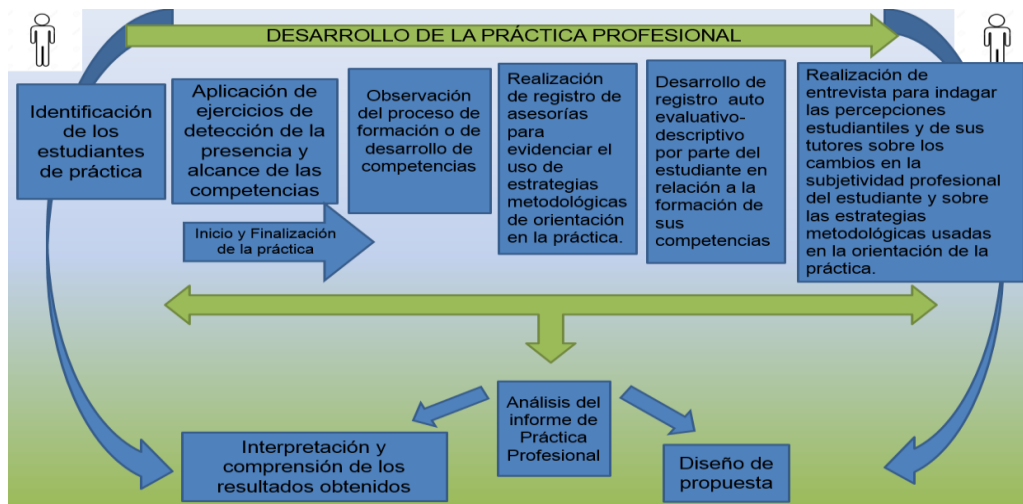 DESARROLLO DE LA PRÁCTICA PROFESIONAL
Identificación
de los
estudiantes
de práctica
Aplicación de
ejercicios de
detección de la
presencia y
alcance de las
competencias
Inicio y Finalización
de la práctica
Observación
del proceso de
formación o de
desarrollo de
competencias
Realización
de registro de
asesorías
para
evidenciar el
uso de
estrategias
metodológicas
de orientación
en la práctica.
Desarrollo de
registro auto
evaluativo-
descriptivo
por parte del
estudiante en
relación a la
formación de
sus
competencias
Realización de
entrevista para indagar
las percepciones
estudiantiles y de sus
tutores sobre los
cambios en la
subjetividad profesional
del estudiante y sobre
las estrategias
metodológicas usadas
en la orientación de la
práctica.
Análisis del
informe de
Práctica
Profesional
Interpretación y
comprensión de los
resultados obtenidos
Diseño de
propuesta